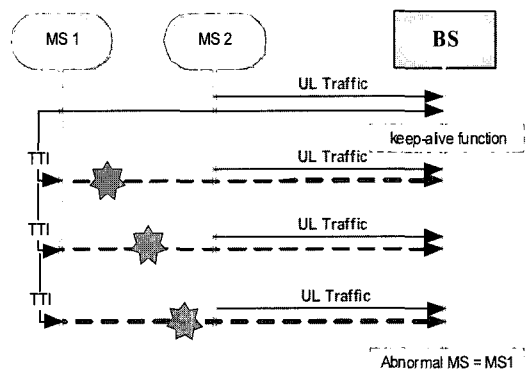 MS 1
MS 2
BS
UL Traffic
keep-alive function
TTI
UL Traffic
TTI
UL Traffic
TTI
UL Traffic
Abnormal MS = MS1